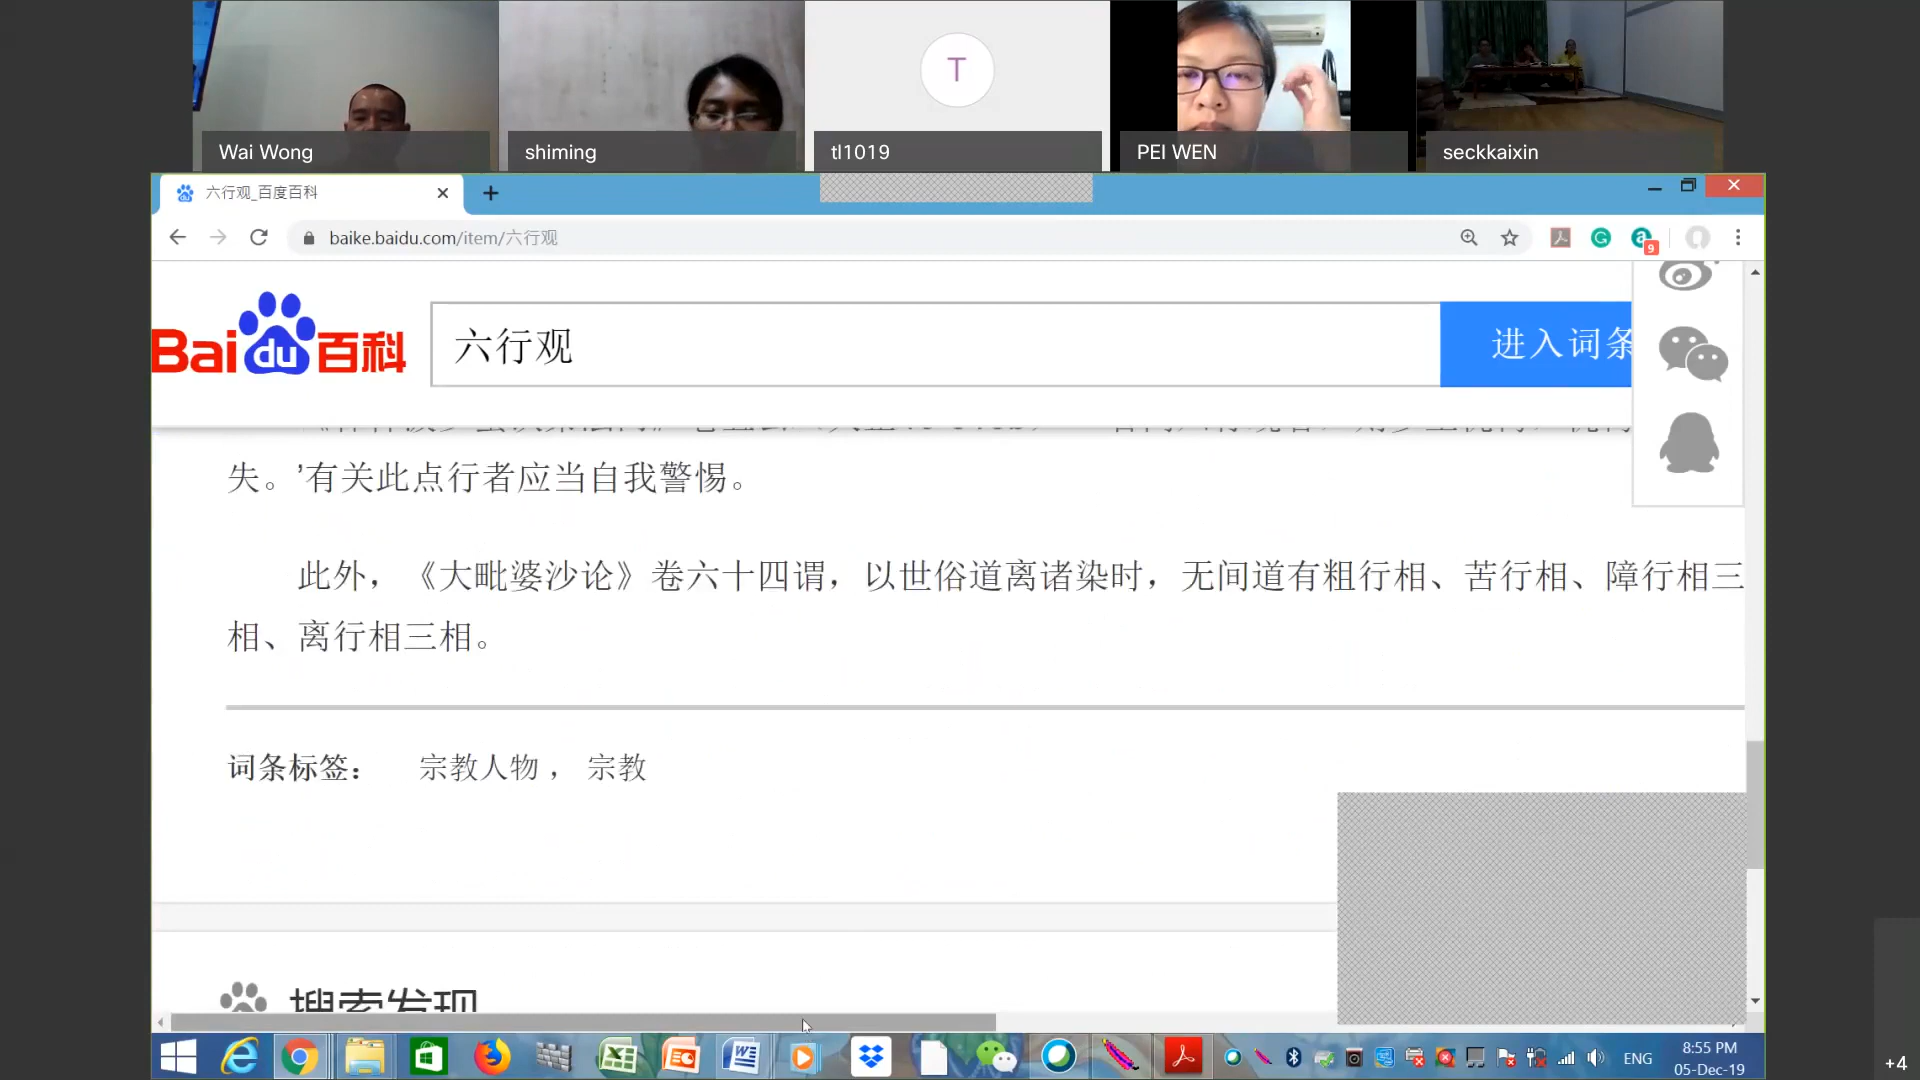 T
Wai Wong
shiming
tl1019
PEI WEN
seckkaixin
六行观_百度百科
baike.baidu.com/item/六行观
9
Bai du 百科
六行观
进入词条
失。’有关此点行者应当自我警惕。
此外，《大毗婆沙论》卷六十四谓，以世俗道离诸染时，无间道有粗行相、苦行相、障行相三
相、离行相三相。
词条标签： 宗教人物 ， 宗教
搜索发现
ENG
8:55 PM
05-Dec-19
+4